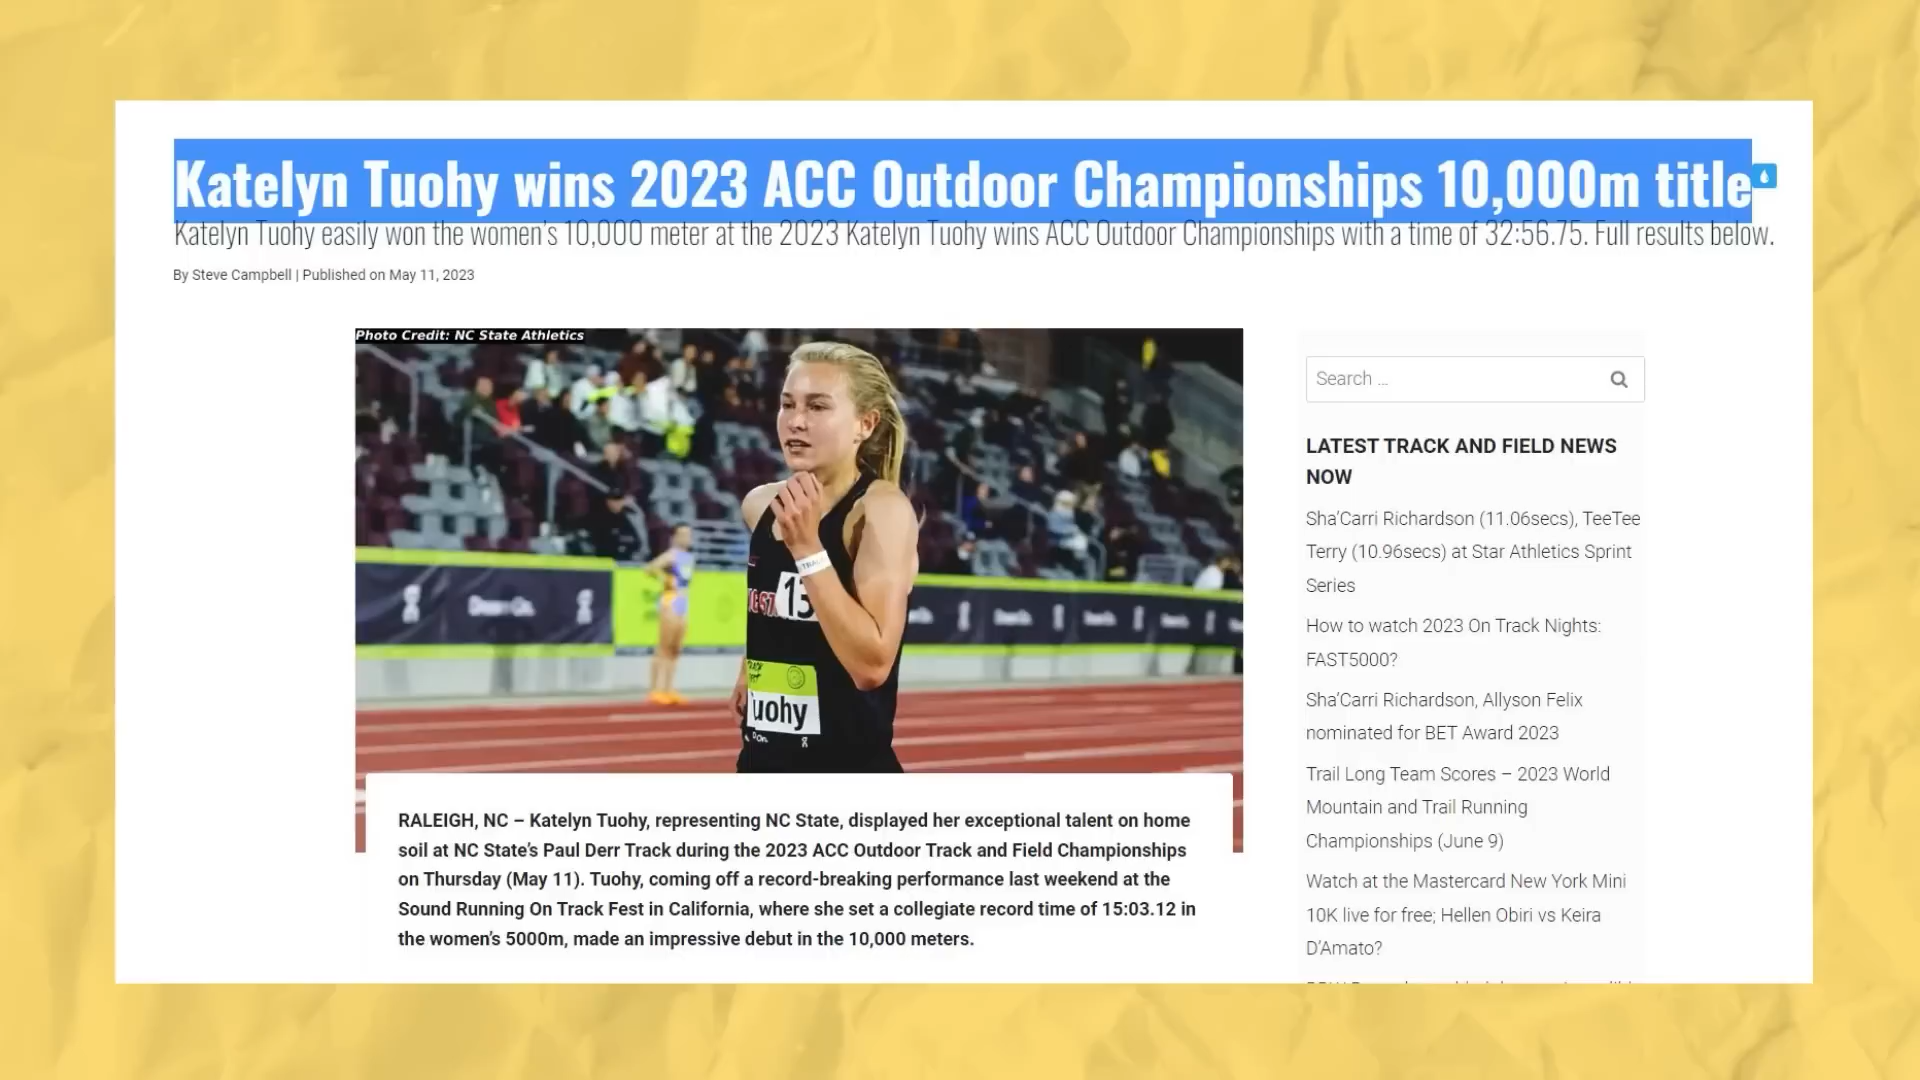 Katelyn Tuohy wins 2023 ACC Outdoor Championships 10,000m title
Katelyn Tuohy easily won the women's 10,000 meter at the 2023 Katelyn Tuohy wins ACC Outdoor Championships with a time of 32:56.75. Full results below.
By Steve Campbell | Published on May 11, 2023
Photo Credit: NC State Athletics
13
uohy
RALEIGH, NC – Katelyn Tuohy, representing NC State, displayed her exceptional talent on home
soil at NC State's Paul Derr Track during the 2023 ACC Outdoor Track and Field Championships
on Thursday (May 11). Tuohy, coming off a record-breaking performance last weekend at the
Sound Running On Track Fest in California, where she set a collegiate record time of 15:03.12 in
the women's 5000m, made an impressive debut in the 10,000 meters.
Search ...
LATEST TRACK AND FIELD NEWS
NOW
Sha'Carri Richardson (11.06secs), TeeTee
Terry (10.96secs) at Star Athletics Sprint
Series
How to watch 2023 On Track Nights:
FAST5000?
Sha'Carri Richardson, Allyson Felix
nominated for BET Award 2023
Trail Long Team Scores – 2023 World
Mountain and Trail Running
Championships (June 9)
Watch at the Mastercard New York Mini
10K live for free; Hellen Obiri vs Keira
D'Amato?